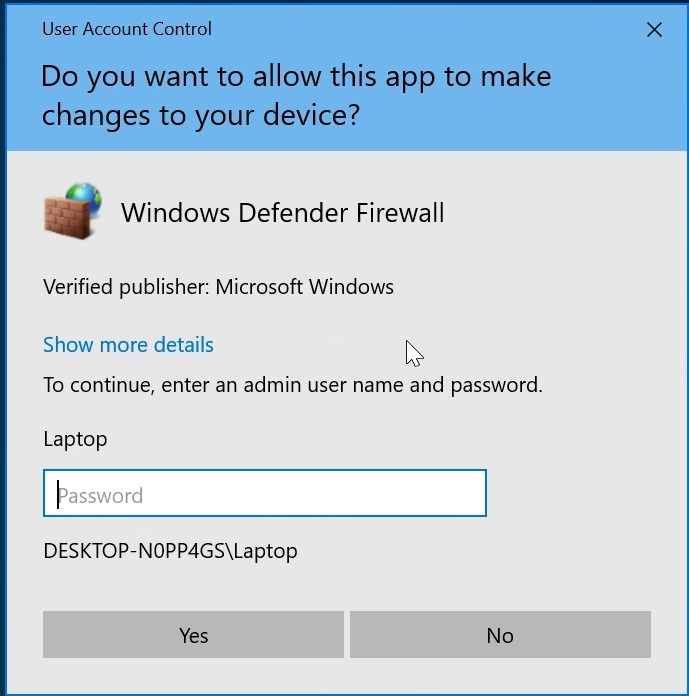 User Account Control
Do you want to allow this app to make
changes to your device?
Windows Defender Firewall
Verified publisher: Microsoft Windows
Show more details
To continue, enter an admin user name and password.
Laptop
Password
DESKTOP-N0PP4GS\Laptop
Yes No